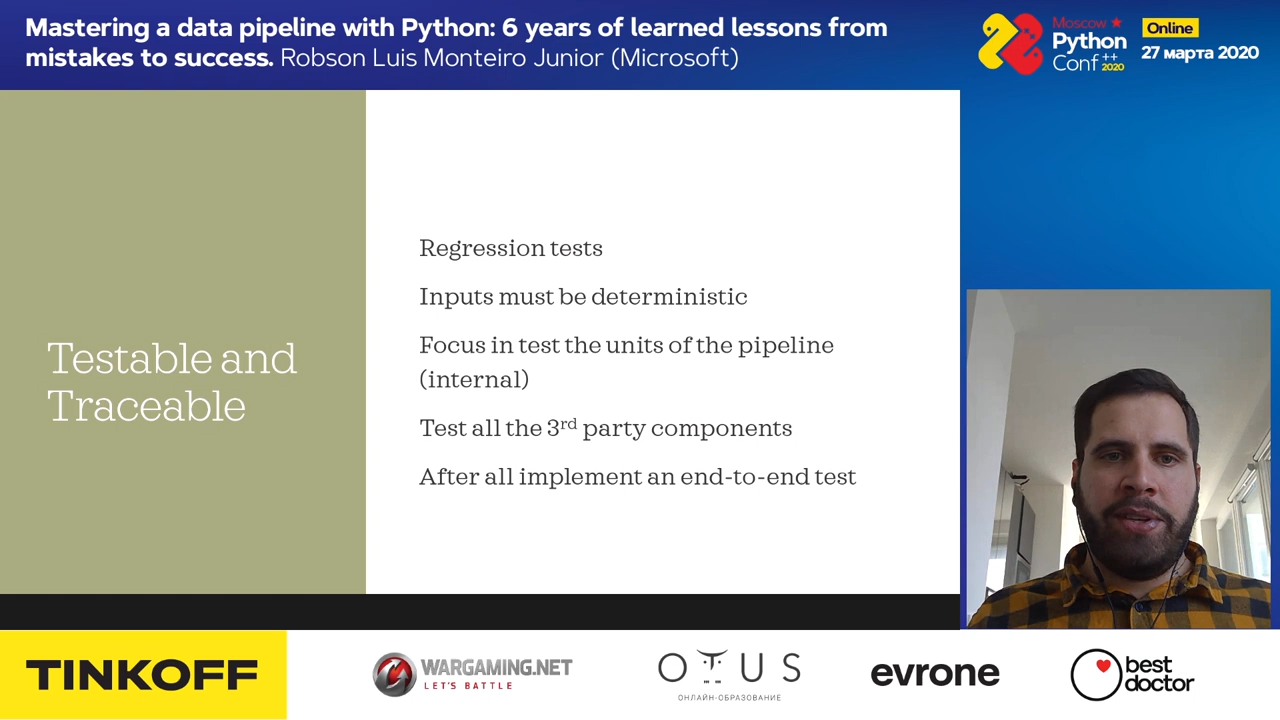 Mastering a data pipeline with Python: 6 years of learned lessons from
mistakes to success. Robson Luis Monteiro Junior (Microsoft)
Moscow
Python
Conf ++
2020
Online
27 марта 2020
Testable and
Traceable
Regression tests
Inputs must be deterministic
Focus in test the units of the pipeline
(internal)
Test all the 3rd party components
After all implement an end-to-end test
TINKOFF
WARGAMING.NET
LET'S BATTLE
OTUS
ОНЛАЙН-ОБРАЗОВАНИЕ
evrone
best
doctor